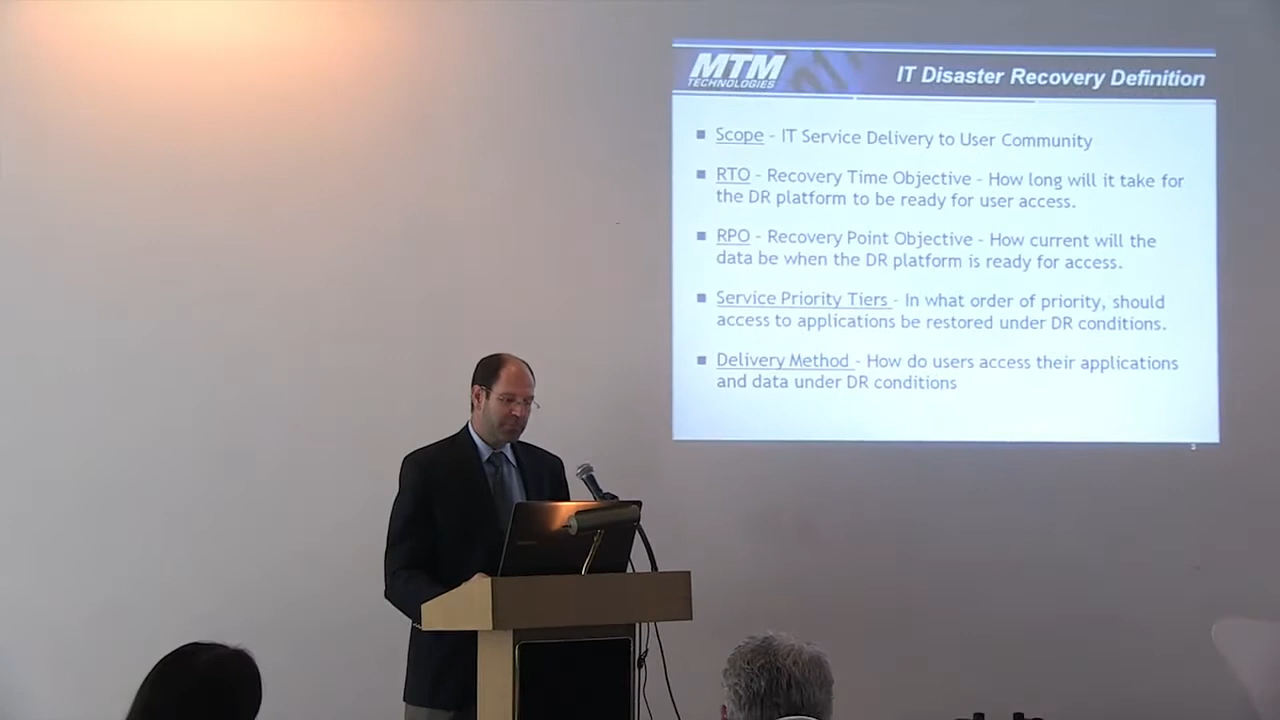 MTM
TECHNOLOGIES
IT Disaster Recovery Definition
Scope - IT Service Delivery to User Community
RTO - Recovery Time Objective - How long will it take for
the DR platform to be ready for user access.
RPO - Recovery Point Objective - How current will the
data be when the DR platform is ready for access.
Service Priority Tiers - In what order of priority, should
access to applications be restored under DR conditions.
Delivery Method - How do users access their applications
and data under DR conditions